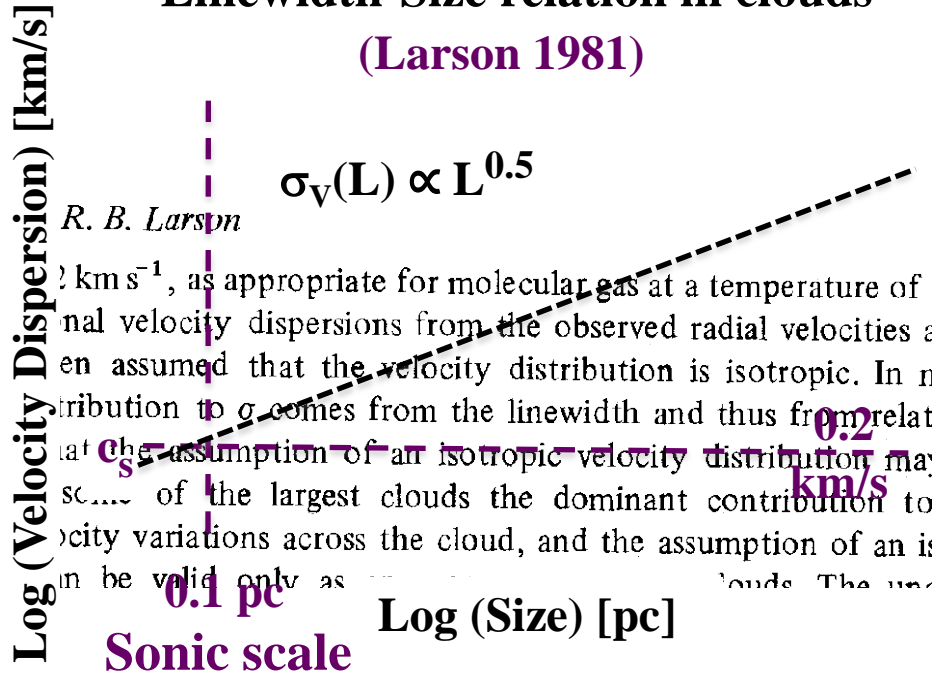 Linewidth-Size relation in clouds
(Larson 1981)
Log (Velocity Dispersion) [km/s]
σV(L) ∝ L0.5
R. B. Larson
2 km s−1, as appropriate for molecular gas at a temperature of
nal velocity dispersions from the observed radial velocities a
en assumed that the velocity distribution is isotropic. In n
tribution to σ comes from the linewidth and thus from relat
0.2
at the assumption of an isotropic velocity distribution may
cs
km/s
some of the largest clouds the dominant contribution to
ocity variations across the cloud, and the assumption of an is
n be valid only as
ouds. The
0.1 pc
Log (Size) [pc]
Sonic scale